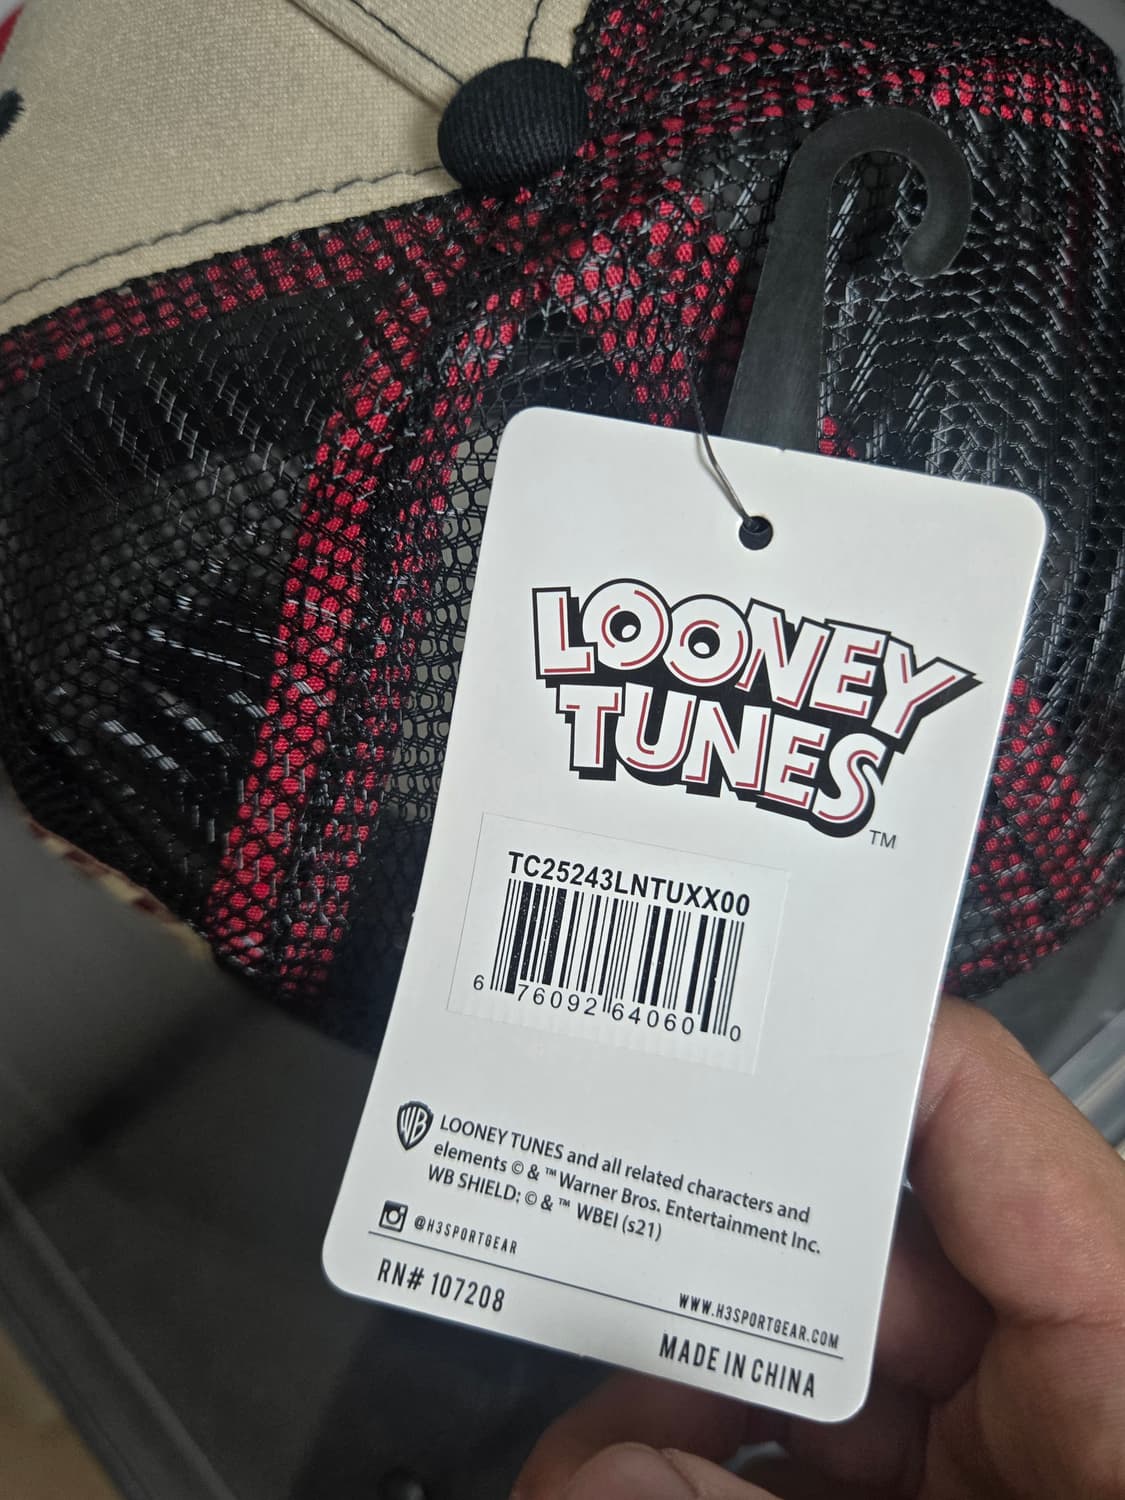 LOONEY
TUNES
TM
TC25243LNTUXX00
6 76092 64060 0
WB
LOONEY TUNES and all related characters and
elements © & ™ Warner Bros. Entertainment Inc.
WB SHIELD: © & ™ WBEI (s21)
@H3SPORTGEAR
WWW.H3SPORTGEAR.COM
RN# 107208
MADE IN CHINA